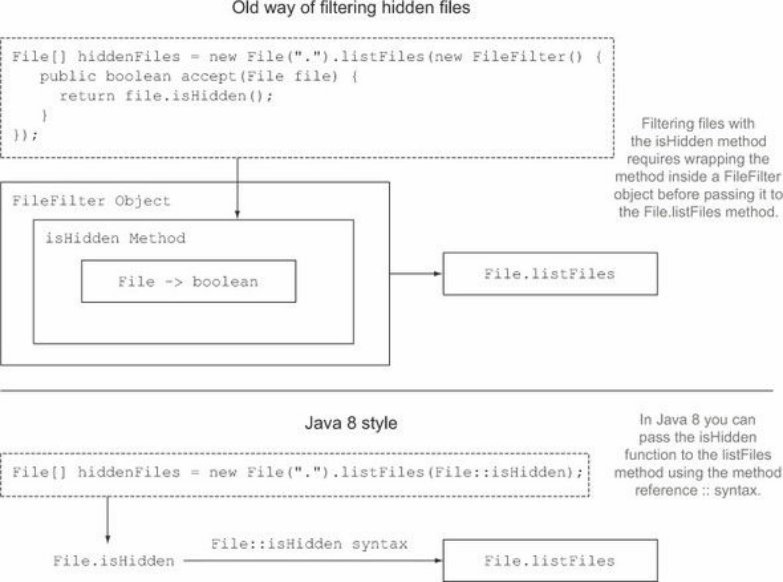 Old way of filtering hidden files
File[] hiddenFiles = new File(".").listFiles(new FileFilter() {
public boolean accept(File file) {
return file.isHidden();
}
});
Filtering files with
the isHidden method
requires wrapping the
method inside a FileFilter
object before passing it to
the File.listFiles method.
FileFilter Object
isHidden Method
File -> boolean
File.listFiles
Java 8 style
In Java 8 you can
pass the isHidden
function to the listFiles
method using the method
reference :: syntax.
File[] hiddenFiles = new File(".").listFiles(File::isHidden);
File.isHidden
File::isHidden syntax
File.listFiles